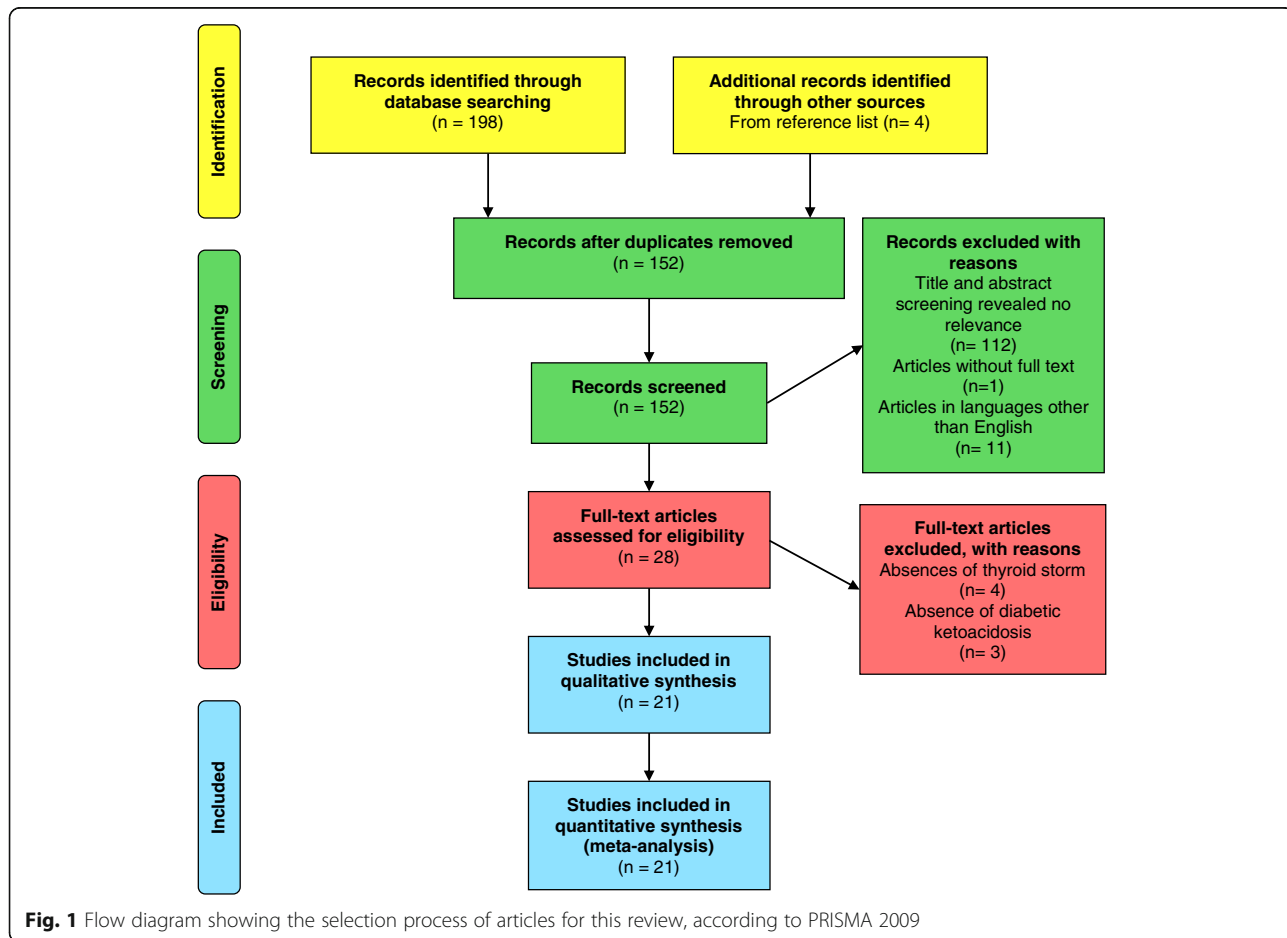 Identification
Records identified through
database searching
(n = 198)
Additional records identified
through other sources
From reference list (n= 4)
Screening
Records after duplicates removed
(n = 152)
Records excluded with
reasons
Title and abstract
screening revealed no
relevance
(n= 112)
Articles without full text
(n=1)
Articles in languages other
than English
(n= 11)
Records screened
(n = 152)
Eligibility
Full-text articles
assessed for eligibility
(n = 28)
Full-text articles
excluded, with reasons
Absences of thyroid storm
(n= 4)
Absence of diabetic
ketoacidosis
(n= 3)
Studies included in
qualitative synthesis
(n = 21)
Included
Studies included in
quantitative synthesis
(meta-analysis)
(n = 21)
Fig. 1 Flow diagram showing the selection process of articles for this review, according to PRISMA 2009